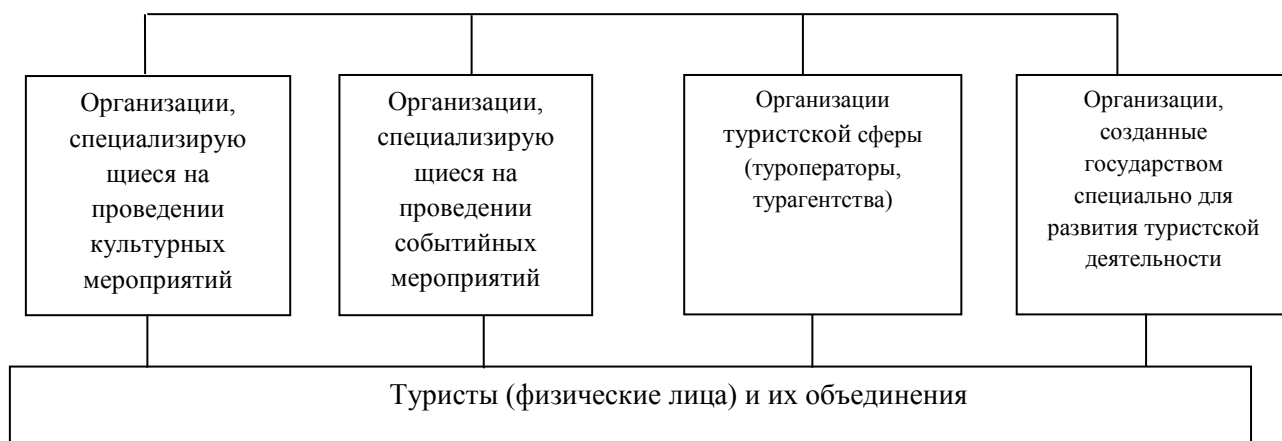 Организации,
специализирую
щиеся на
проведении
культурных
мероприятий
Организации,
специализирую
щиеся на
проведении
событийных
мероприятий
Организации
туристской сферы
(туроператоры,
турагентства)
Организации,
созданные
государством
специально для
развития туристской
деятельности
Туристы (физические лица) и их объединения